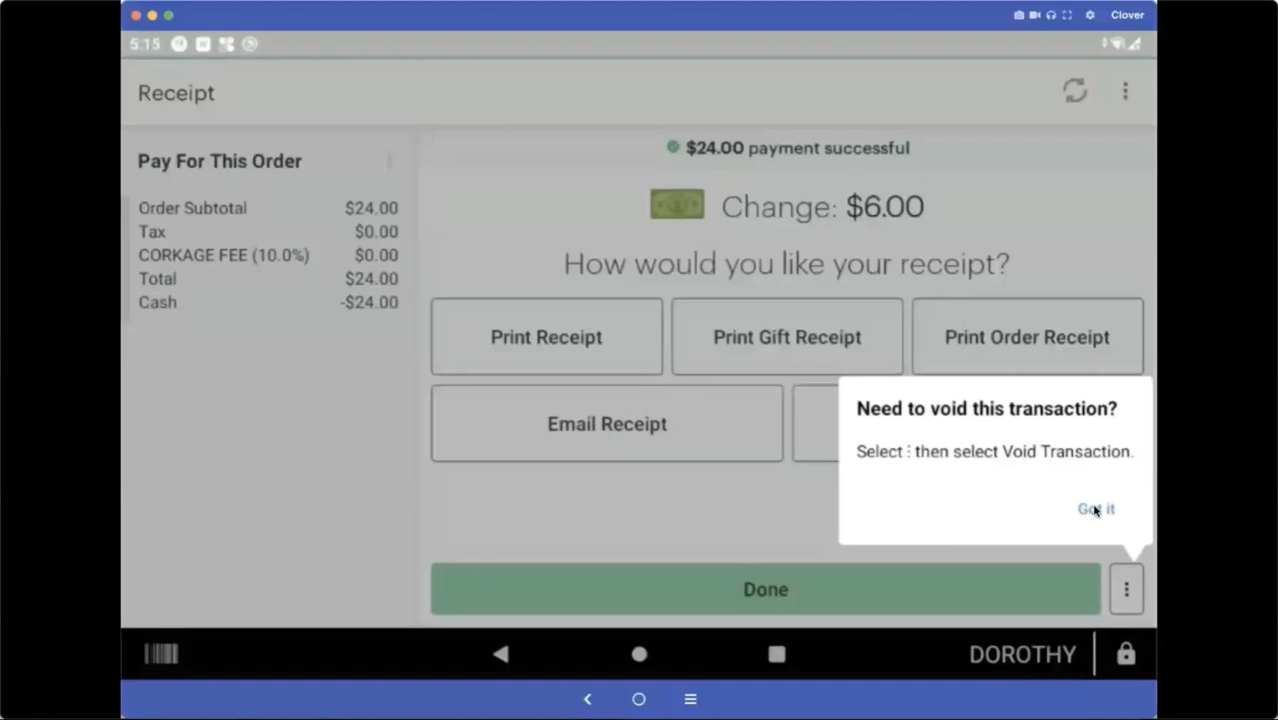 Clover
5:15
Receipt
Pay For This Order
Order Subtotal $24.00
Tax $0.00
CORKAGE FEE (10.0%) $0.00
Total $24.00
Cash -$24.00
$24.00 payment successful
Change: $6.00
How would you like your receipt?
Print Receipt Print Gift Receipt Print Order Receipt
Email Receipt
Need to void this transaction?
Select ⋮ then select Void Transaction.
Got it
Done
DOROTHY